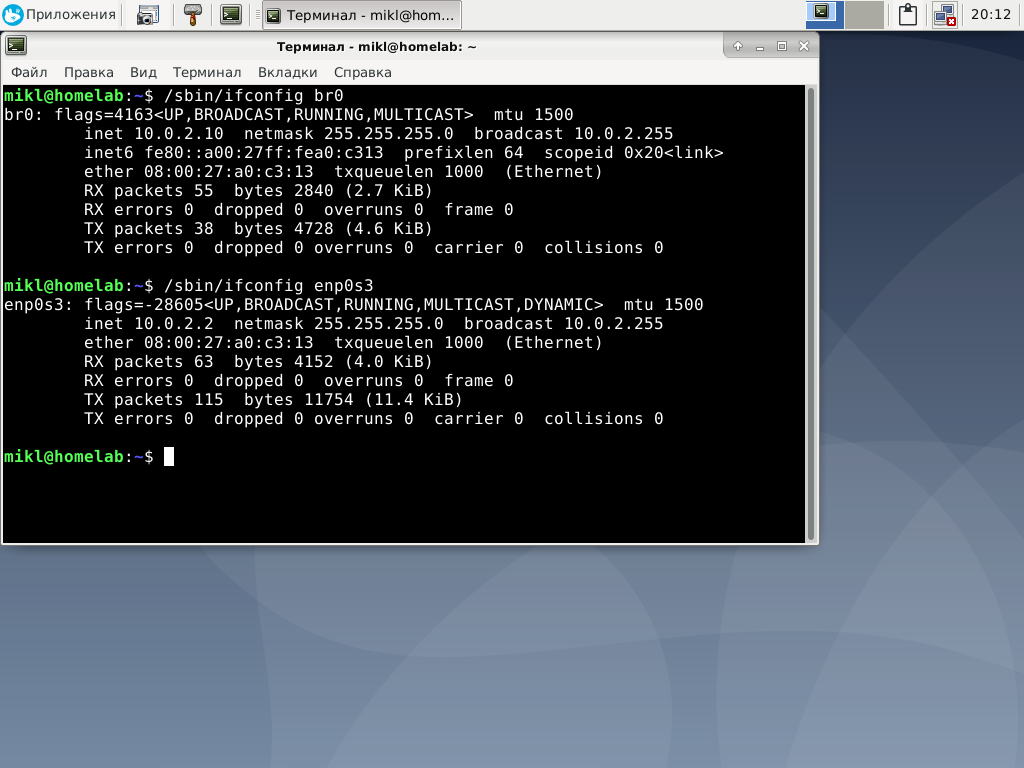 Приложения
Терминал - mikl@hom...
20:12
Терминал - mikl@homelab: ~
Файл Правка Вид Терминал Вкладки Справка
mikl@homelab:~$ /sbin/ifconfig br0
br0: flags=4163<UP,BROADCAST,RUNNING,MULTICAST>  mtu 1500
        inet 10.0.2.10  netmask 255.255.255.0  broadcast 10.0.2.255
        inet6 fe80::a00:27ff:fea0:c313  prefixlen 64  scopeid 0x20<link>
        ether 08:00:27:a0:c3:13  txqueuelen 1000  (Ethernet)
        RX packets 55  bytes 2840 (2.7 KiB)
        RX errors 0  dropped 0  overruns 0  frame 0
        TX packets 38  bytes 4728 (4.6 KiB)
        TX errors 0  dropped 0 overruns 0  carrier 0  collisions 0
mikl@homelab:~$ /sbin/ifconfig enp0s3
enp0s3: flags=-28605<UP,BROADCAST,RUNNING,MULTICAST,DYNAMIC>  mtu 1500
        inet 10.0.2.2  netmask 255.255.255.0  broadcast 10.0.2.255
        ether 08:00:27:a0:c3:13  txqueuelen 1000  (Ethernet)
        RX packets 63  bytes 4152 (4.0 KiB)
        RX errors 0  dropped 0  overruns 0  frame 0
        TX packets 115  bytes 11754 (11.4 KiB)
        TX errors 0  dropped 0 overruns 0  carrier 0  collisions 0
mikl@homelab:~$